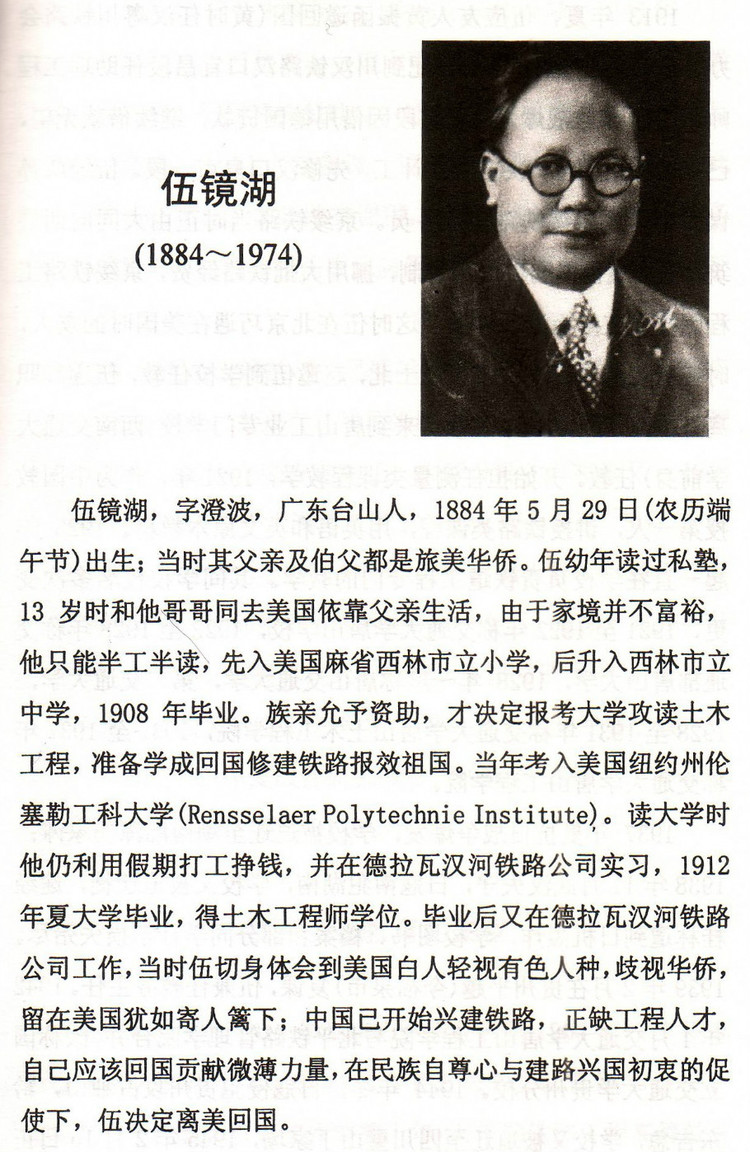 伍镜湖
(1884～1974)
伍镜湖，字澄波，广东台山人，1884 年 5 月 29 日(农历端
午节)出生；当时其父亲及伯父都是旅美华侨。伍幼年读过私塾，
13 岁时和他哥哥同去美国依靠父亲生活，由于家境并不富裕，
他只能半工半读，先入美国麻省西林市立小学，后升入西林市立
中学，1908 年毕业。族亲允予资助，才决定报考大学攻读土木
工程，准备学成回国修建铁路报效祖国。当年考入美国纽约州伦
塞勒工科大学(Rensselaer Polytechnie Institute)。读大学时
他仍利用假期打工挣钱，并在德拉瓦汉河铁路公司实习，1912
年夏大学毕业，得土木工程师学位。毕业后又在德拉瓦汉河铁路
公司工作，当时伍切身体会到美国白人轻视有色人种，歧视华侨，
留在美国犹如寄人篱下；中国已开始兴建铁路，正缺工程人才，
自己应该回国贡献微薄力量，在民族自尊心与建路兴国初衷的促
使下，伍决定离美回国。